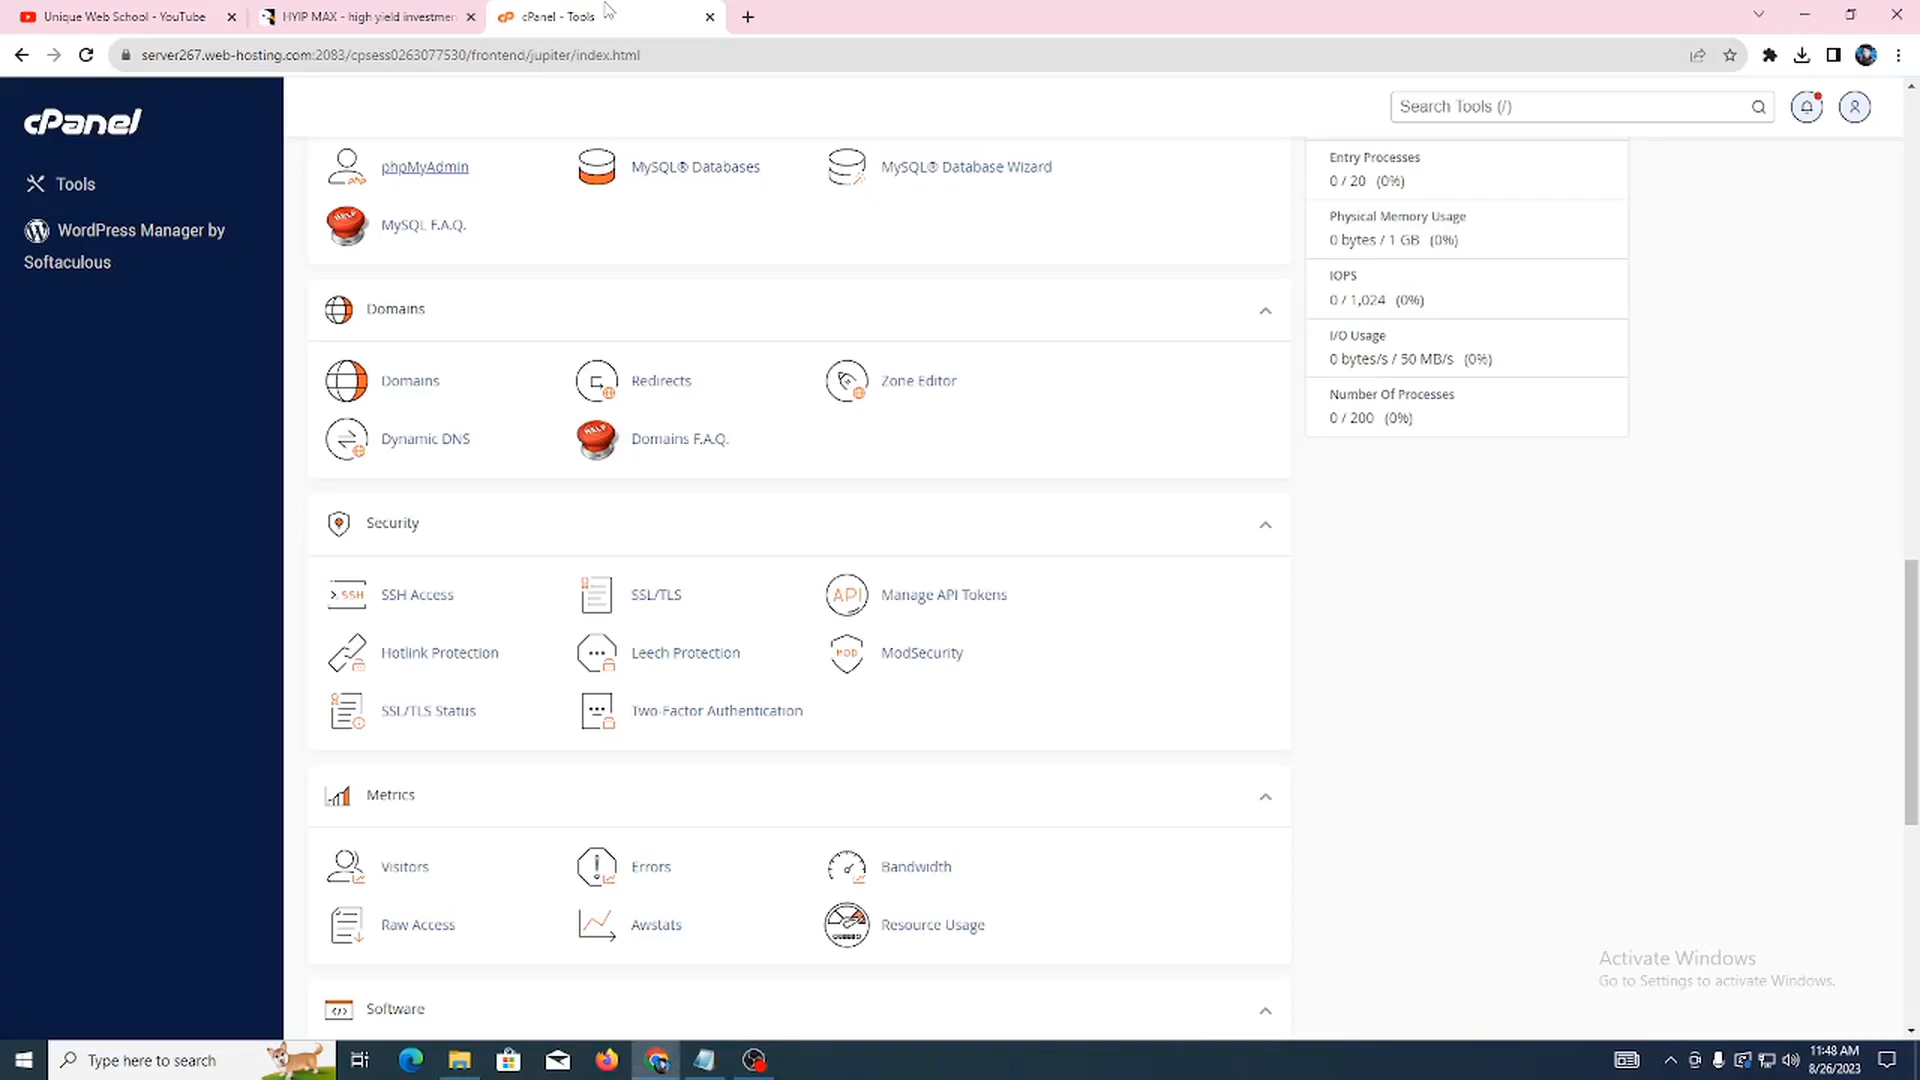 Unique Web School - YouTube
HYIP MAX - high yield investmen
cPanel - Tools
server267.web-hosting.com:2083/cpsess0263077530/frontend/jupiter/index.html
cPanel
Search Tools (/)
Tools
WordPress Manager by
Softaculous
phpMyAdmin
MySQL® Databases
MySQL® Database Wizard
MySQL F.A.Q.
Domains
Domains
Redirects
Zone Editor
Dynamic DNS
Domains F.A.Q.
Security
SSH Access
SSL/TLS
Manage API Tokens
Hotlink Protection
Leech Protection
ModSecurity
SSL/TLS Status
Two-Factor Authentication
Metrics
Visitors
Errors
Bandwidth
Raw Access
Awstats
Resource Usage
Software
Entry Processes
0 / 20 (0%)
Physical Memory Usage
0 bytes / 1 GB (0%)
IOPS
0 / 1,024 (0%)
I/O Usage
0 bytes/s / 50 MB/s (0%)
Number Of Processes
0 / 200 (0%)
Activate Windows
Go to Settings to activate Windows.
Type here to search
11:48 AM
8/26/2023